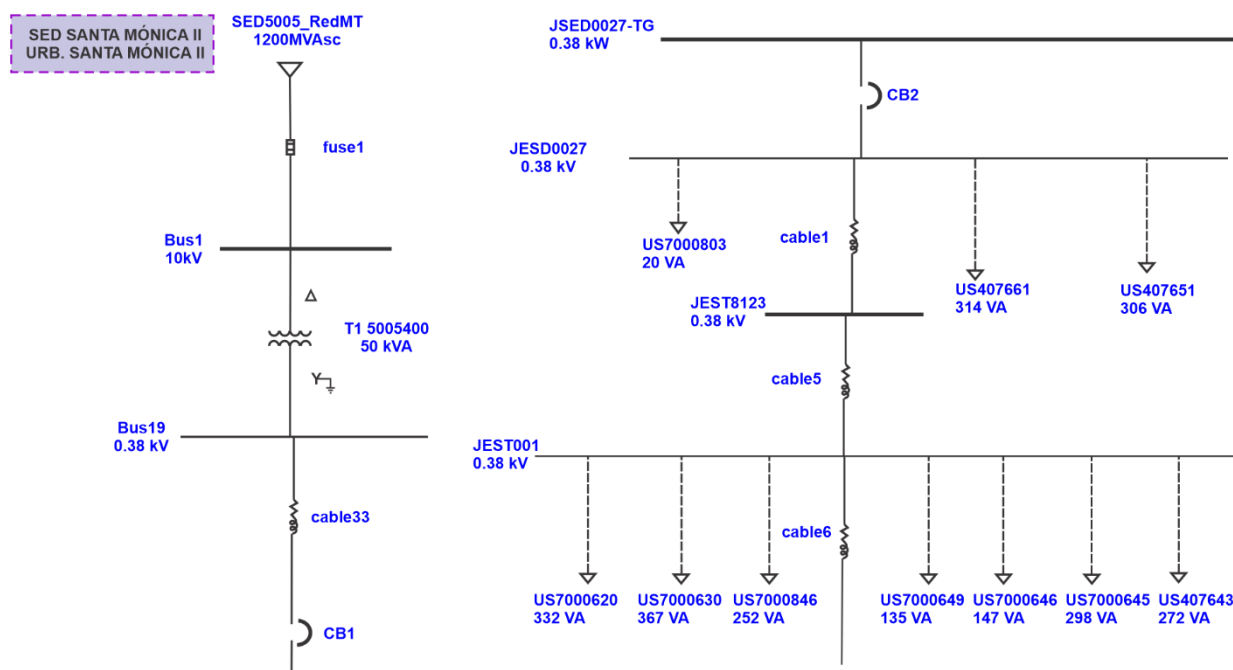 SED SANTA MÓNICA II
URB. SANTA MÓNICA II
SED5005_RedMT
1200MVAsc
fuse1
Bus1
10kV
T1 5005400
50 kVA
Y
Bus19
0.38 kV
cable33
CB1
JSED0027-TG
0.38 kW
CB2
JESD0027
0.38 kV
US7000803
20 VA
cable1
US407661
314 VA
US407651
306 VA
JEST8123
0.38 kV
cable5
JEST001
0.38 kV
cable6
US7000620
332 VA
US7000630
367 VA
US7000846
252 VA
US7000649
135 VA
US7000646
147 VA
US7000645
298 VA
US407643
272 VA